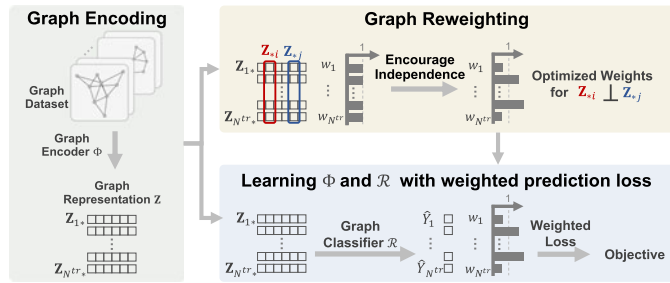 Graph Encoding
Graph
Dataset
Graph
Encoder Φ
Graph
Representation Z
Z1*
Z𝑁𝑡𝑟*
Graph Reweighting
Z*i Z*j
Z1*
Z𝑁𝑡𝑟*
w1
w𝑁𝑡𝑟
1
Encourage
Independence
w1
w𝑁𝑡𝑟
1
Optimized Weights
for Z*i ⊥ Z*j
Learning Φ and ℛ with weighted prediction loss
Z1*
Z𝑁𝑡𝑟*
Graph
Classifier ℛ
Ŷ1
Ŷ𝑁𝑡𝑟
w1
w𝑁𝑡𝑟
1
Weighted
Loss
Objective